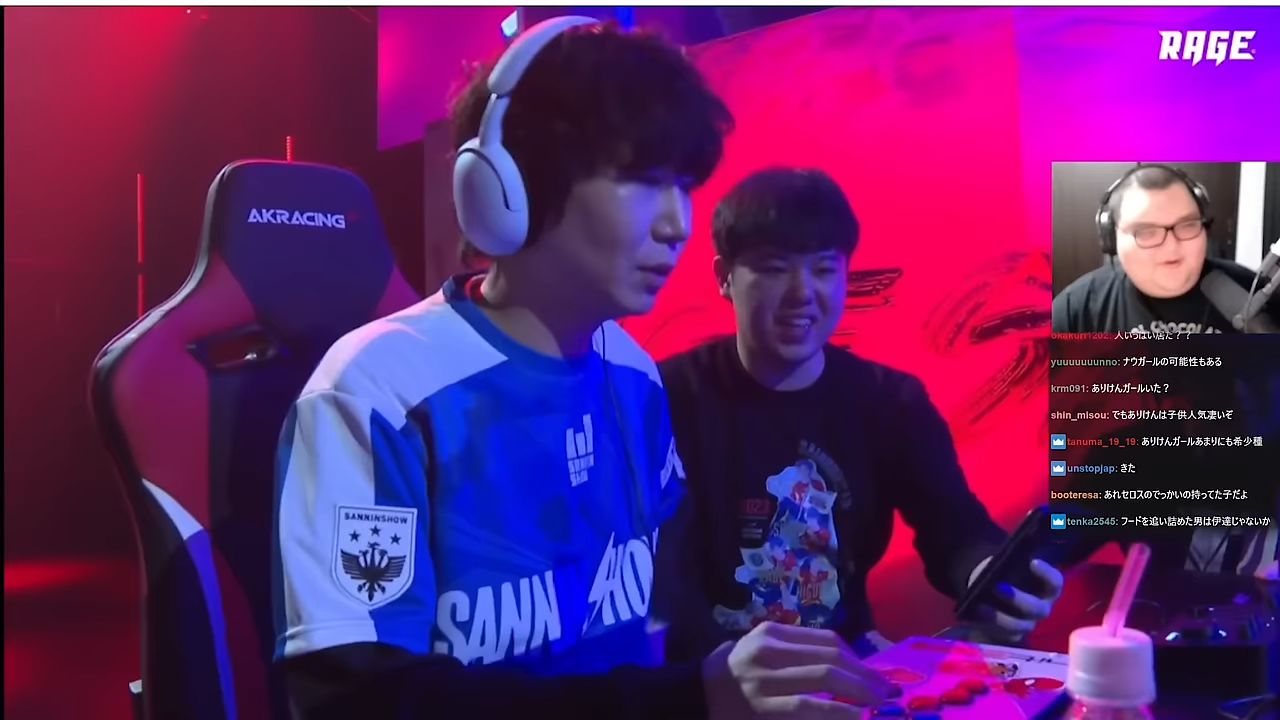 RAGE
AKRACING
okakuri1202: 人いっぱい居た？？
yuuuuuuunno: ナウガールの可能性もある
krm091: ありけんガールいた？
shin_misou: でもありけんは子供人気凄いぞ
tanuma_19_19: ありけんガールあまりにも希少種
unstopjap: きた
booteresa: あれセロスのでっかいの持ってた子だよ
tenka2545: フードを追い詰めた男は伊達じゃないか
SANNINSHOW
SANNINSHOW